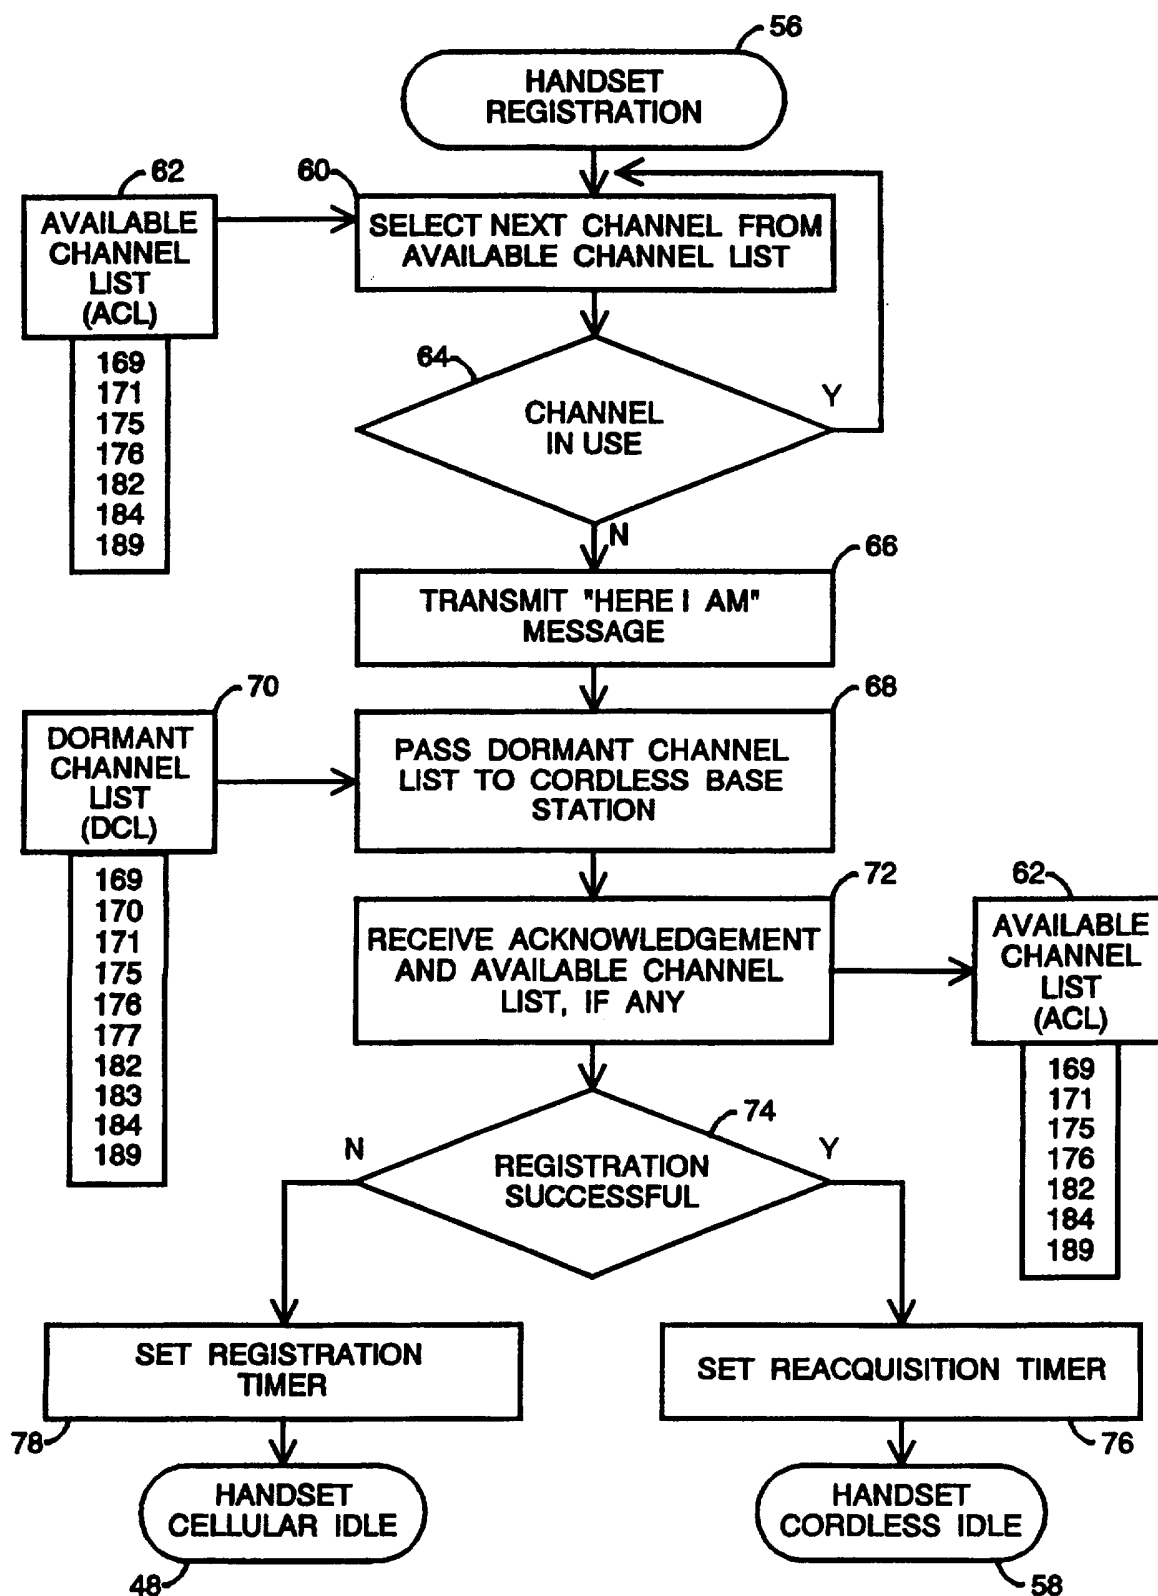 56
HANDSET
REGISTRATION
62
60
AVAILABLE
CHANNEL
LIST
(ACL)
SELECT NEXT CHANNEL FROM
AVAILABLE CHANNEL LIST
169
171
175
176
182
184
189
64
Y
CHANNEL
IN USE
N
66
TRANSMIT "HERE I AM"
MESSAGE
70
68
DORMANT
CHANNEL
LIST
(DCL)
PASS DORMANT CHANNEL
LIST TO CORDLESS BASE
STATION
169
170
171
175
176
177
182
183
184
189
72
62
RECEIVE ACKNOWLEDGEMENT
AND AVAILABLE CHANNEL
LIST, IF ANY
AVAILABLE
CHANNEL
LIST
(ACL)
169
171
175
176
182
184
189
74
N
Y
REGISTRATION
SUCCESSFUL
SET REGISTRATION
TIMER
SET REACQUISITION TIMER
78
76
HANDSET
CELLULAR IDLE
HANDSET
CORDLESS IDLE
48
58